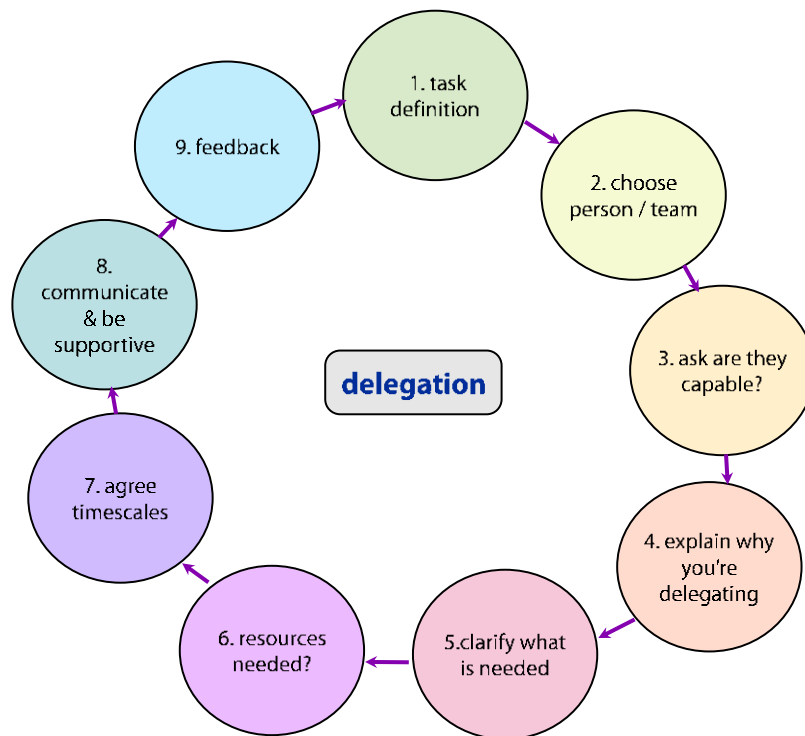 1. task
definition
2. choose
person / team
3. ask are they
capable?
4. explain why
you're
delegating
5.clarify what
is needed
6. resources
needed?
7. agree
timescales
8.
communicate
& be
supportive
9. feedback
delegation